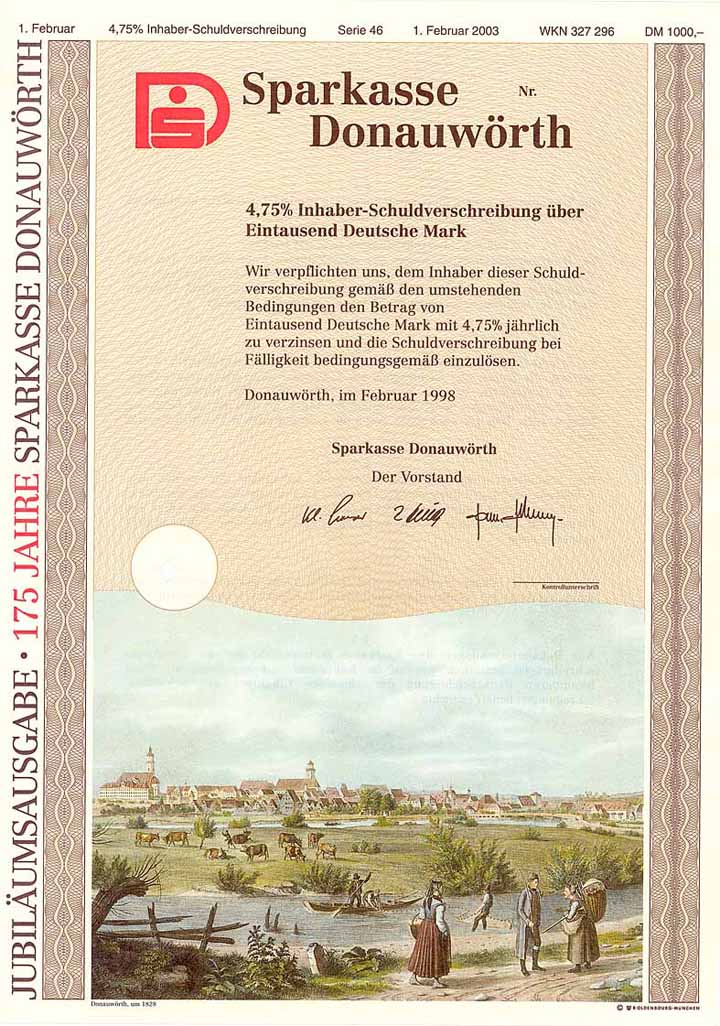 1. Februar 4,75% Inhaber-Schuldverschreibung Serie 46 1. Februar 2003 WKN 327 296 DM 1000,–
JUBILÄUMSAUSGABE · 175 JAHRE SPARKASSE DONAUWÖRTH
Sparkasse Nr.
Donauwörth
4,75% Inhaber-Schuldverschreibung über
Eintausend Deutsche Mark
Wir verpflichten uns, dem Inhaber dieser Schuld-
verschreibung gemäß den umstehenden
Bedingungen den Betrag von
Eintausend Deutsche Mark mit 4,75% jährlich
zu verzinsen und die Schuldverschreibung bei
Fälligkeit bedingungsgemäß einzulösen.
Donauwörth, im Februar 1998
Sparkasse Donauwörth
Der Vorstand
Kontrollunterschrift
Donauwörth, um 1828
© R·OLDENBOURG·MÜNCHEN